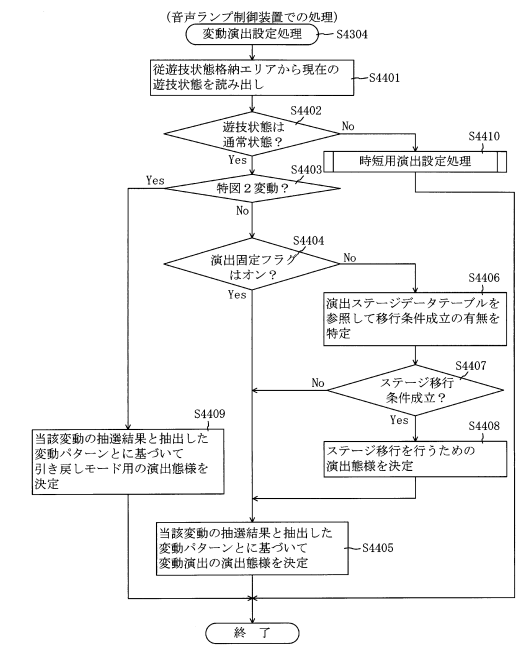 (音声ランプ制御装置での処理)
変動演出設定処理
S4304
従遊技状態格納エリアから現在の
遊技状態を読み出し
S4401
S4402
遊技状態は
通常状態?
No
Yes
S4410
時短用演出設定処理
S4403
特図2変動?
Yes
No
S4404
演出固定フラグ
はオン?
No
Yes
S4406
演出ステージデータテーブルを
参照して移行条件成立の有無を
特定
S4407
ステージ移行
条件成立?
No
Yes
S4408
ステージ移行を行うための
演出態様を決定
S4409
当該変動の抽選結果と抽出した
変動パターンとに基づいて
引き戻しモード用の演出態様を
決定
当該変動の抽選結果と抽出した
変動パターンとに基づいて
変動演出の演出態様を決定
S4405
終 了